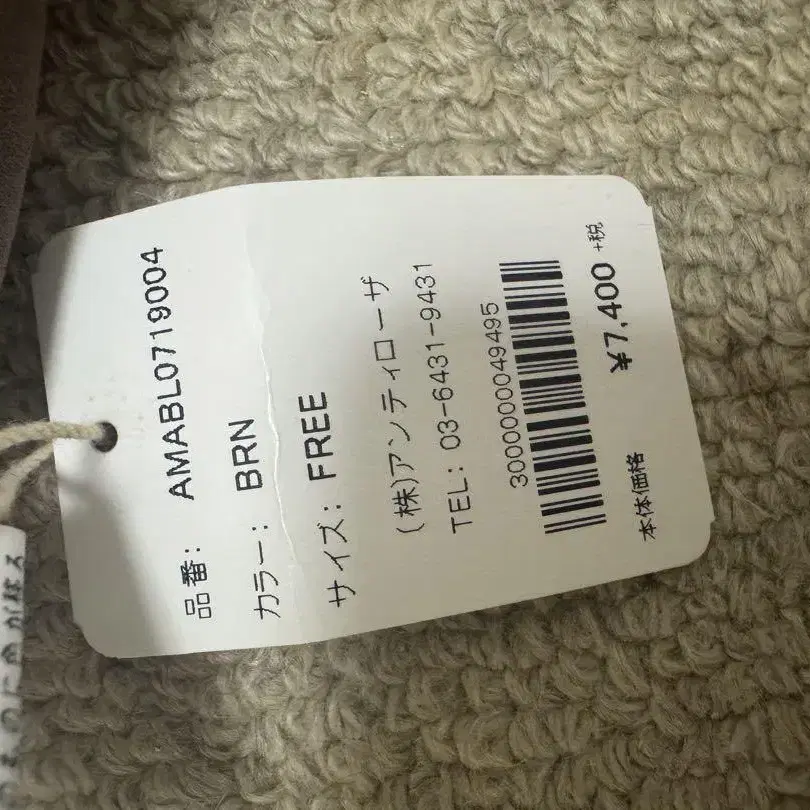 品番: AMABL0719004
カラー: BRN
サイズ: FREE
(株)アンティローザ
TEL: 03-6431-9431
3000000049495
本体価格 ¥7,400 +税